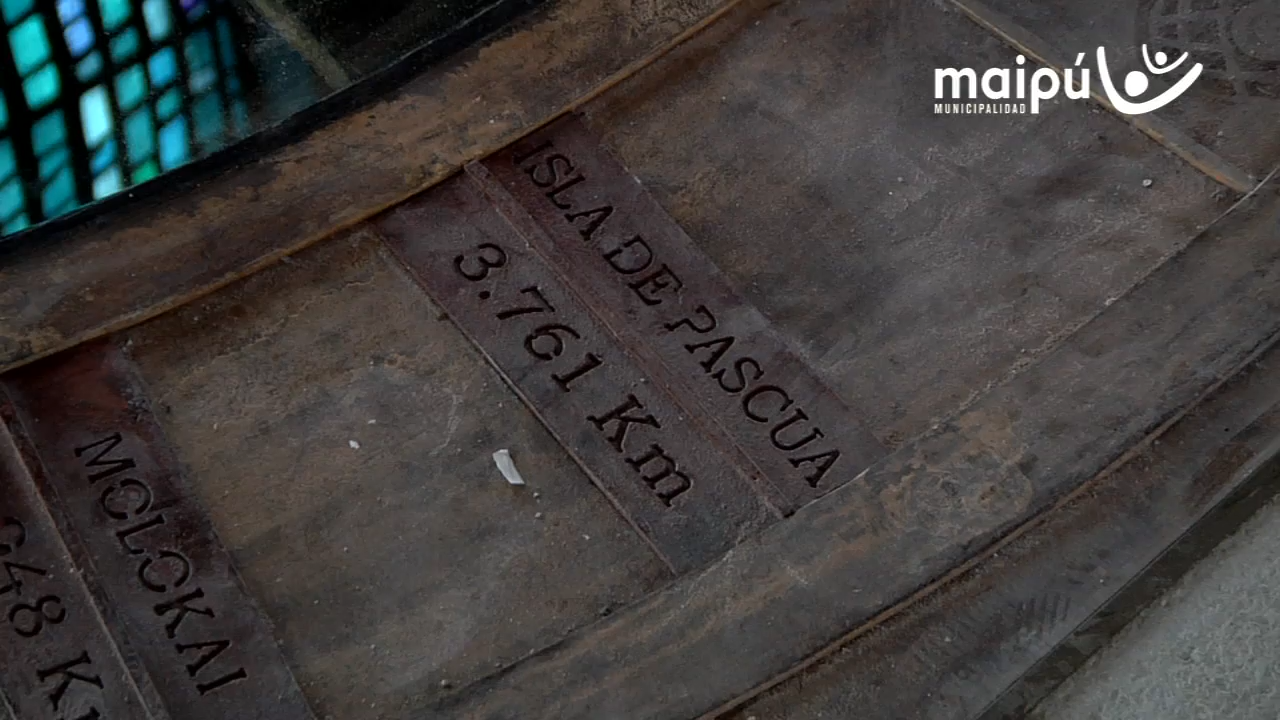 maipú
MUNICIPALIDAD
ISLA DE PASCUA
3.761 Km
MOLOKAI